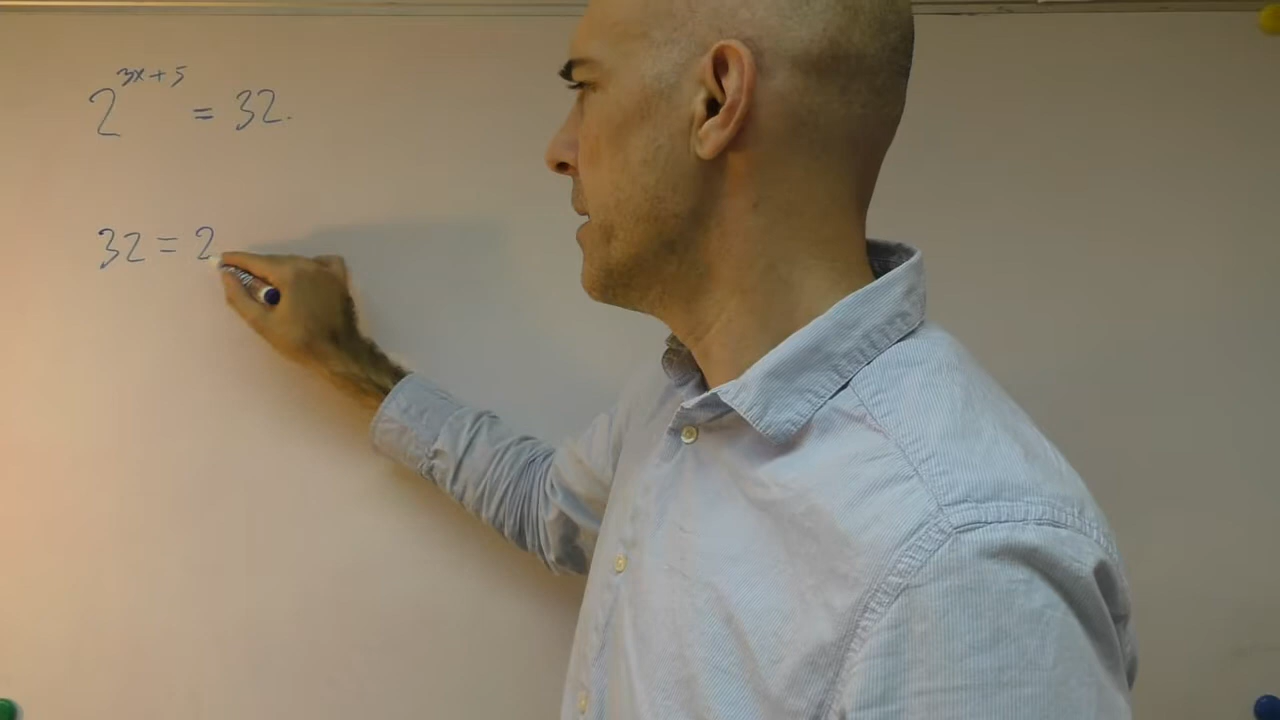 2^{3x+5} = 32.
32 = 2